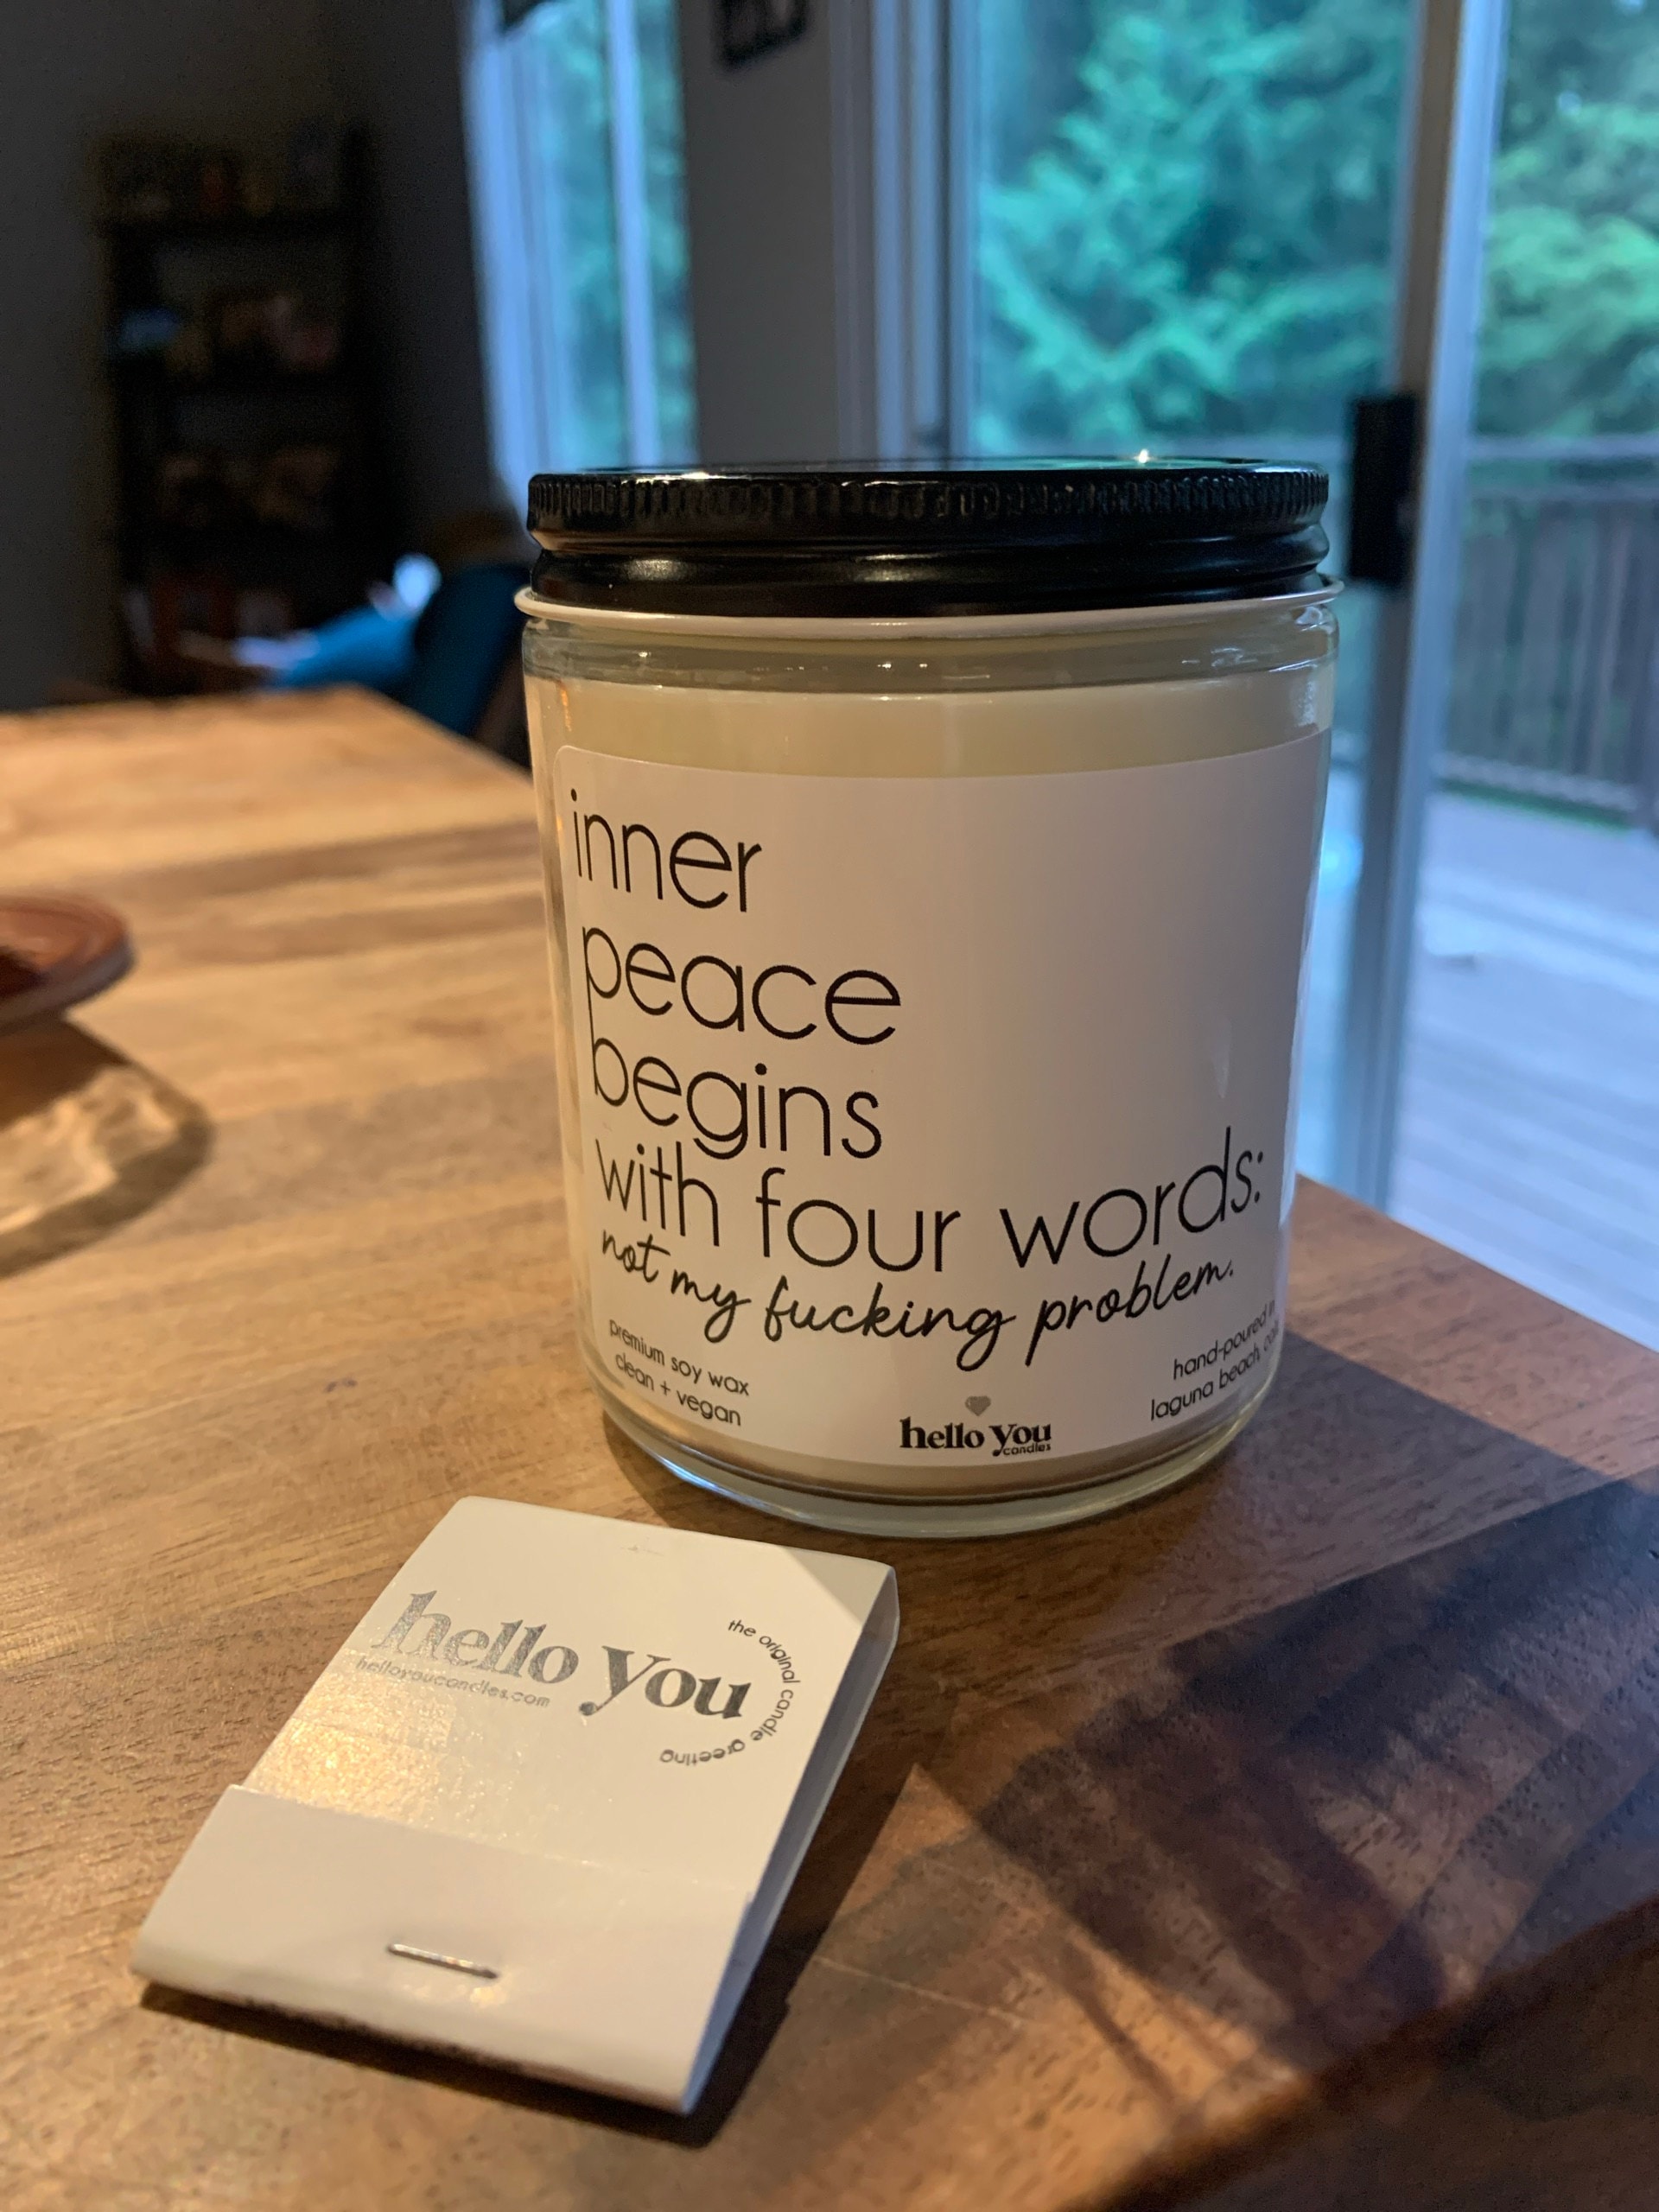 inner
peace
begins
with four words:
not my fucking problem.
premium soy wax
clean + vegan
hand-poured in
laguna beach,
hello you
candles
hello you
helloyoucandles.com
the original candle greeting